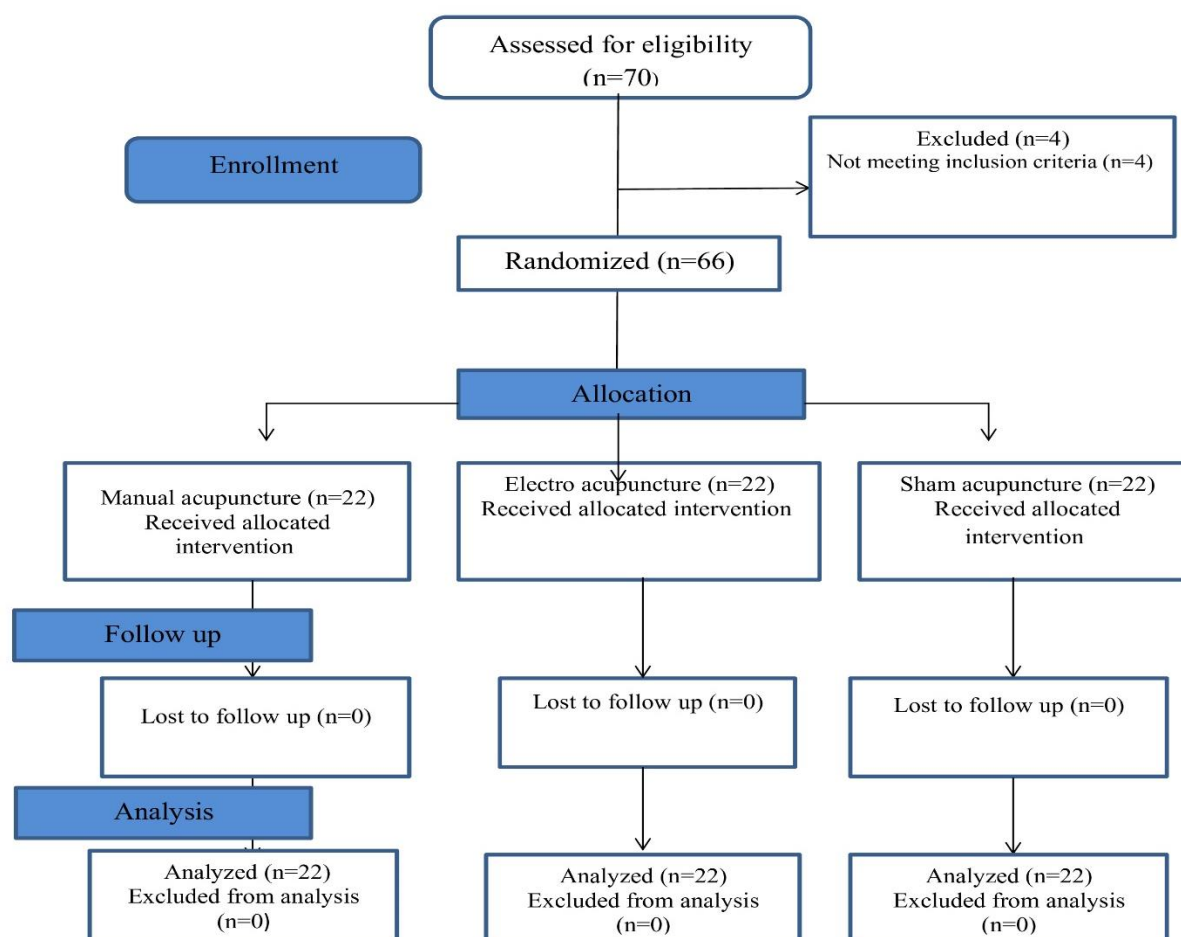 Assessed for eligibility
(n=70)
Excluded (n=4)
Not meeting inclusion criteria (n=4)
Enrollment
Randomized (n=66)
Allocation
Manual acupuncture (n=22)
Received allocated
intervention
Electro acupuncture (n=22)
Received allocated intervention
Sham acupuncture (n=22)
Received allocated
intervention
Follow up
Lost to follow up (n=0)
Lost to follow up (n=0)
Lost to follow up (n=0)
Analysis
Analyzed (n=22)
Excluded from analysis
(n=0)
Analyzed (n=22)
Excluded from analysis
(n=0)
Analyzed (n=22)
Excluded from analysis
(n=0)